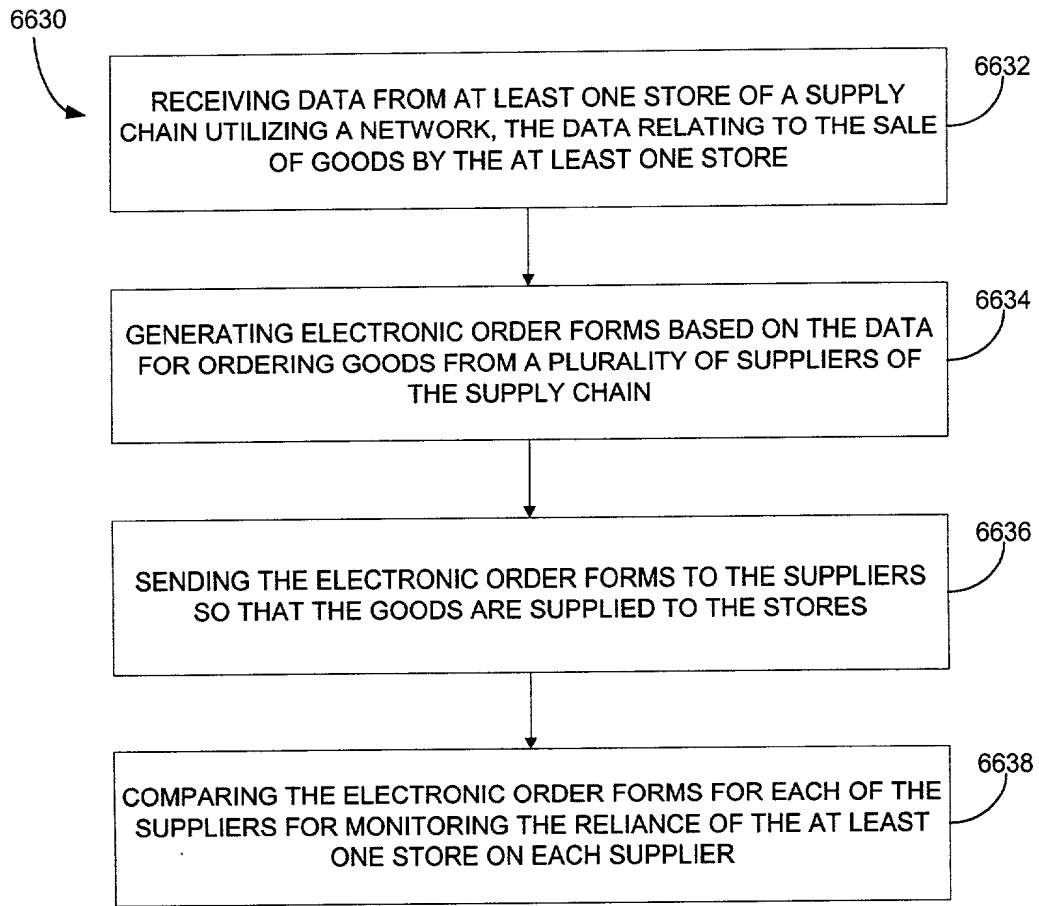 6630
6632
RECEIVING DATA FROM AT LEAST ONE STORE OF A SUPPLY
CHAIN UTILIZING A NETWORK, THE DATA RELATING TO THE SALE
OF GOODS BY THE AT LEAST ONE STORE
6634
GENERATING ELECTRONIC ORDER FORMS BASED ON THE DATA
FOR ORDERING GOODS FROM A PLURALITY OF SUPPLIERS OF
THE SUPPLY CHAIN
6636
SENDING THE ELECTRONIC ORDER FORMS TO THE SUPPLIERS
SO THAT THE GOODS ARE SUPPLIED TO THE STORES
6638
COMPARING THE ELECTRONIC ORDER FORMS FOR EACH OF THE
SUPPLIERS FOR MONITORING THE RELIANCE OF THE AT LEAST
ONE STORE ON EACH SUPPLIER